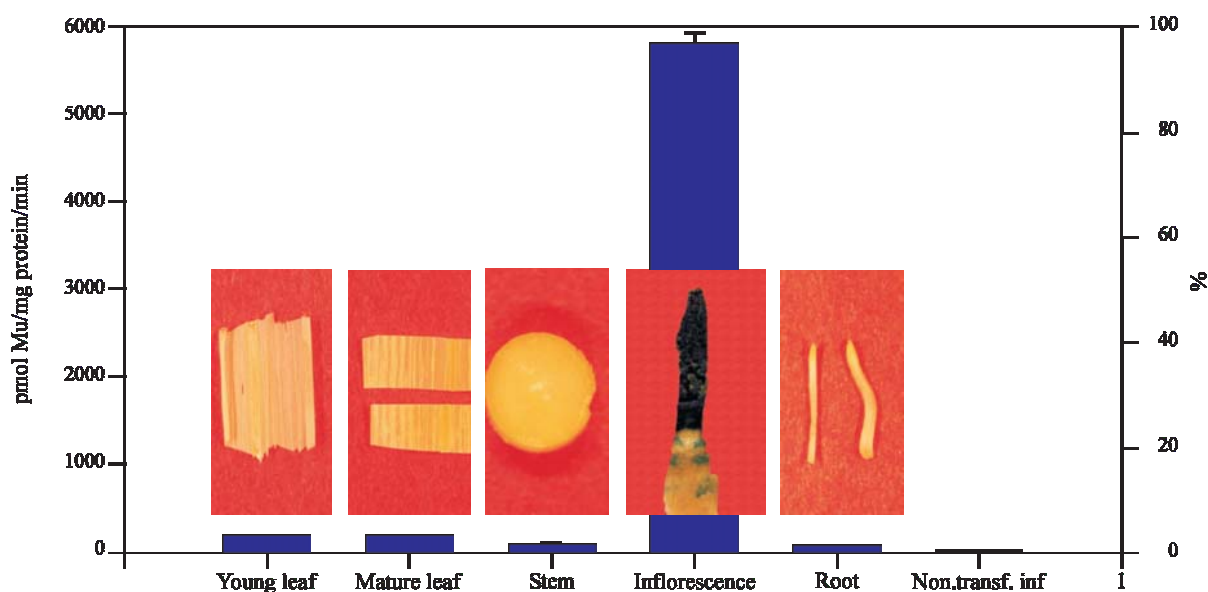 6000
5000
4000
3000
2000
1000
0
pmol Mu/mg protein/min
100
80
60
40
20
0
%
Young leaf
Mature leaf
Stem
Inflorescence
Root
Non.transf. inf
1